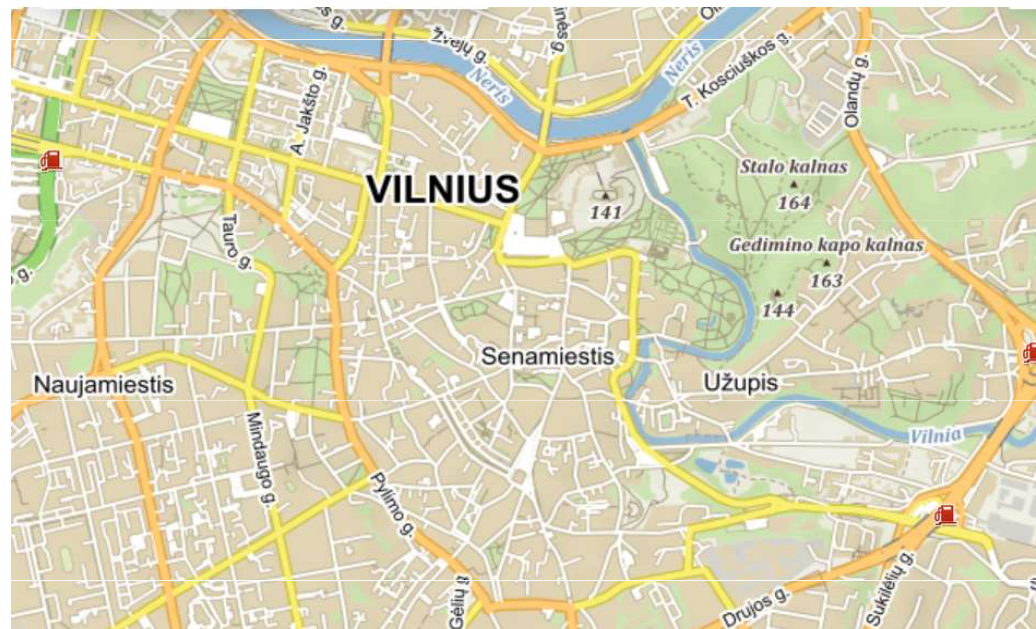 Žvejų g.
Neris
Neris
T. Kosciuškos g.
Olandų g.
A. Jakšto g.
VILNIUS
141
Stalo kalnas
164
Gedimino kapo kalnas
163
144
Tauro g.
g.
Senamiestis
Naujamiestis
Užupis
Mindaugo g.
Vilnia
Pylimo g.
Gėlių g.
Drujos g.
Sukilėlių g.